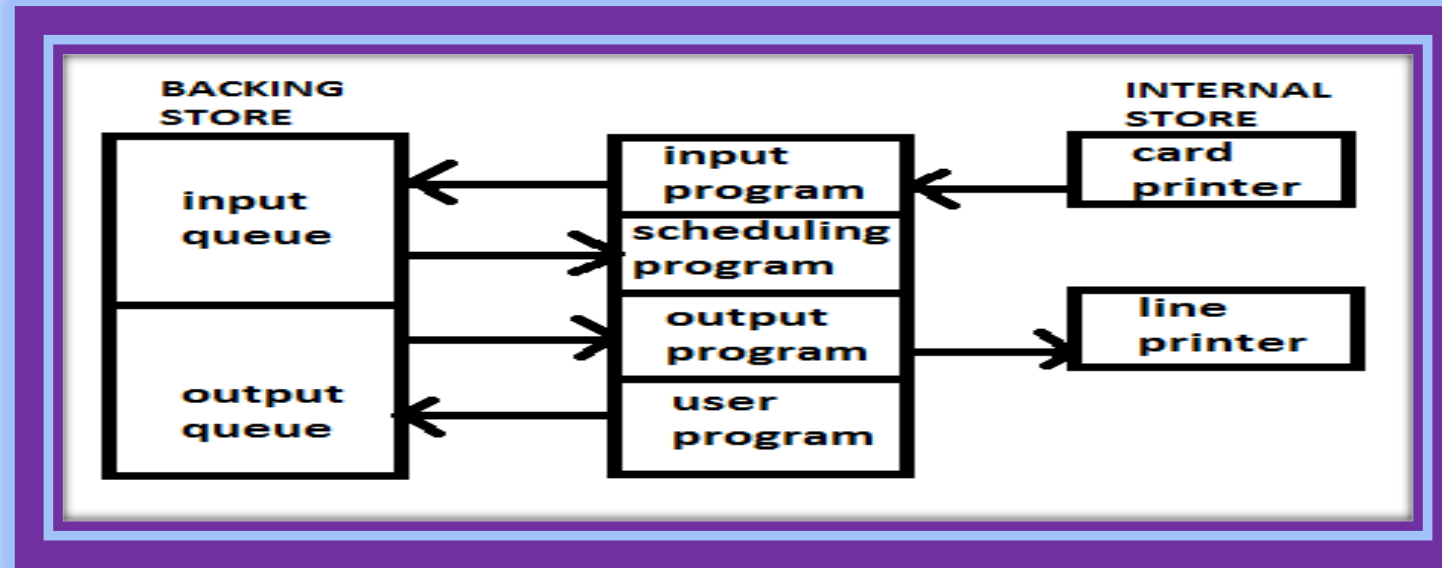 BACKING
STORE
input
queue
output
queue
input
program
scheduling
program
output
program
user
program
INTERNAL
STORE
card
printer
line
printer